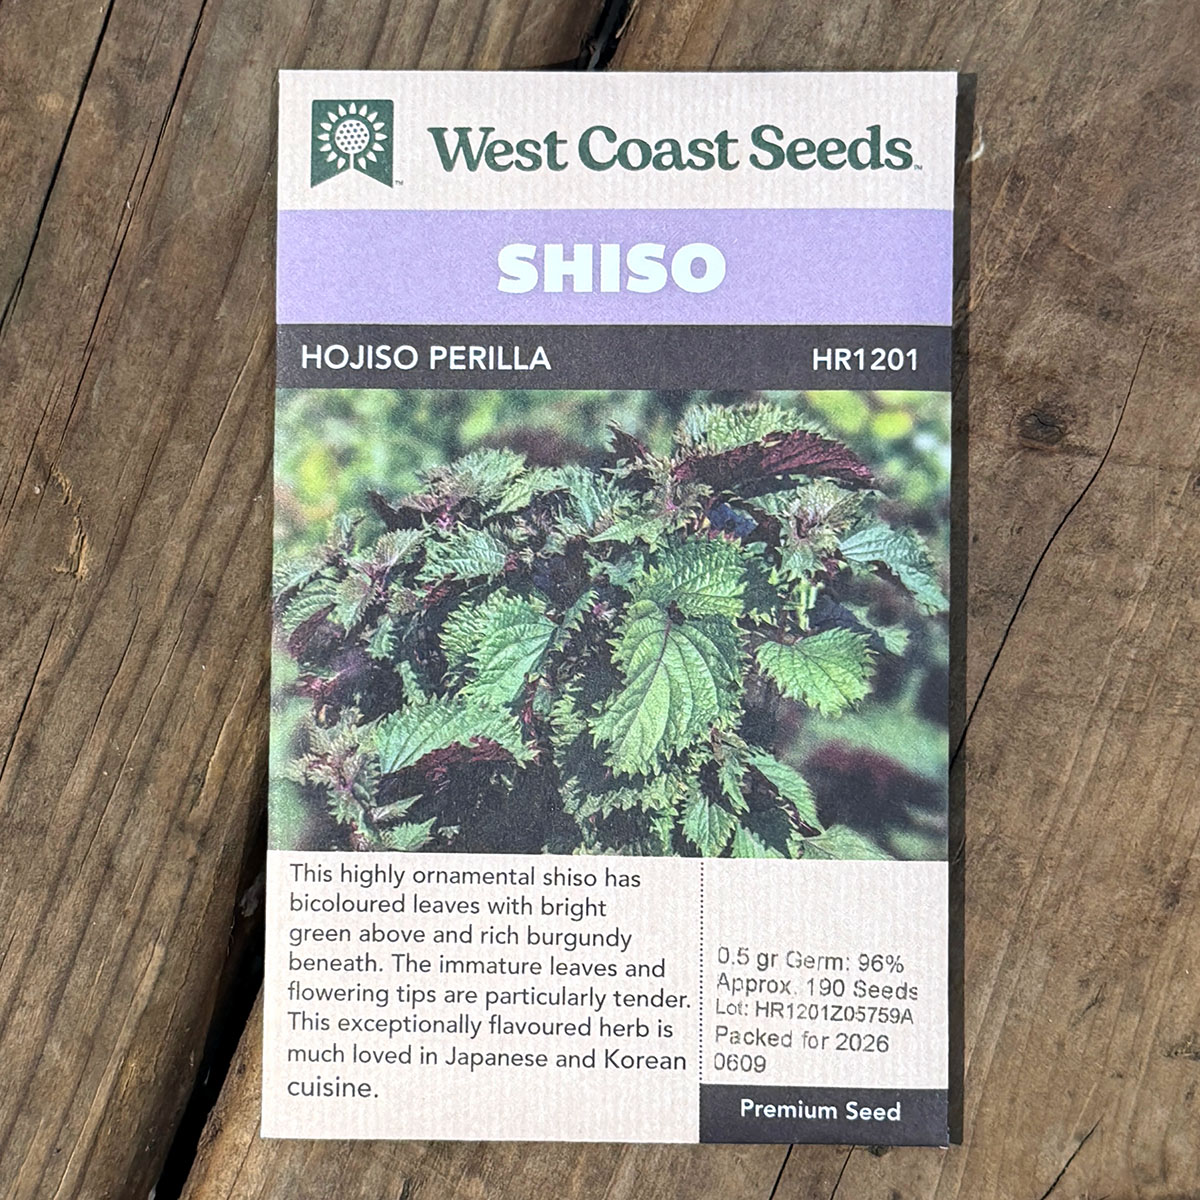 West Coast Seeds™
SHISO
HOJISO PERILLA HR1201
This highly ornamental shiso has
bicoloured leaves with bright
green above and rich burgundy
beneath. The immature leaves and
flowering tips are particularly tender.
This exceptionally flavoured herb is
much loved in Japanese and Korean
cuisine.
0.5 gr Germ: 96%
Approx. 190 Seeds
Lot: HR1201Z05759A
Packed for 2026
0609
Premium Seed